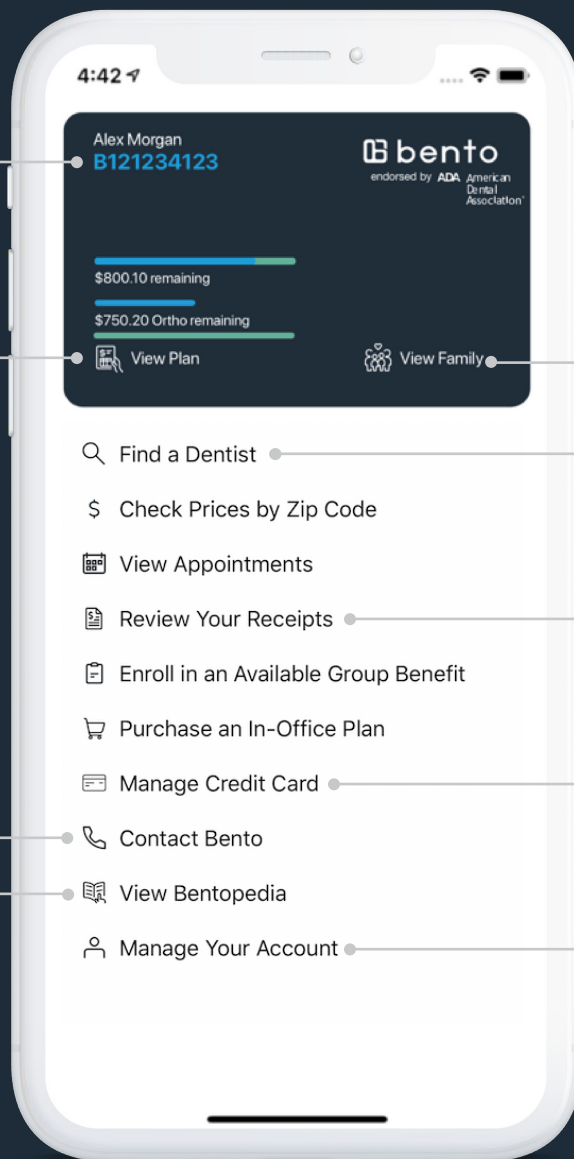 4:42
Alex Morgan
B121234123
bento
endorsed by ADA American
Dental
Association
$800.10 remaining
$750.20 Ortho remaining
View Plan
View Family
Find a Dentist
$ Check Prices by Zip Code
View Appointments
Review Your Receipts
Enroll in an Available Group Benefit
Purchase an In-Office Plan
Manage Credit Card
Contact Bento
View Bentopedia
Manage Your Account